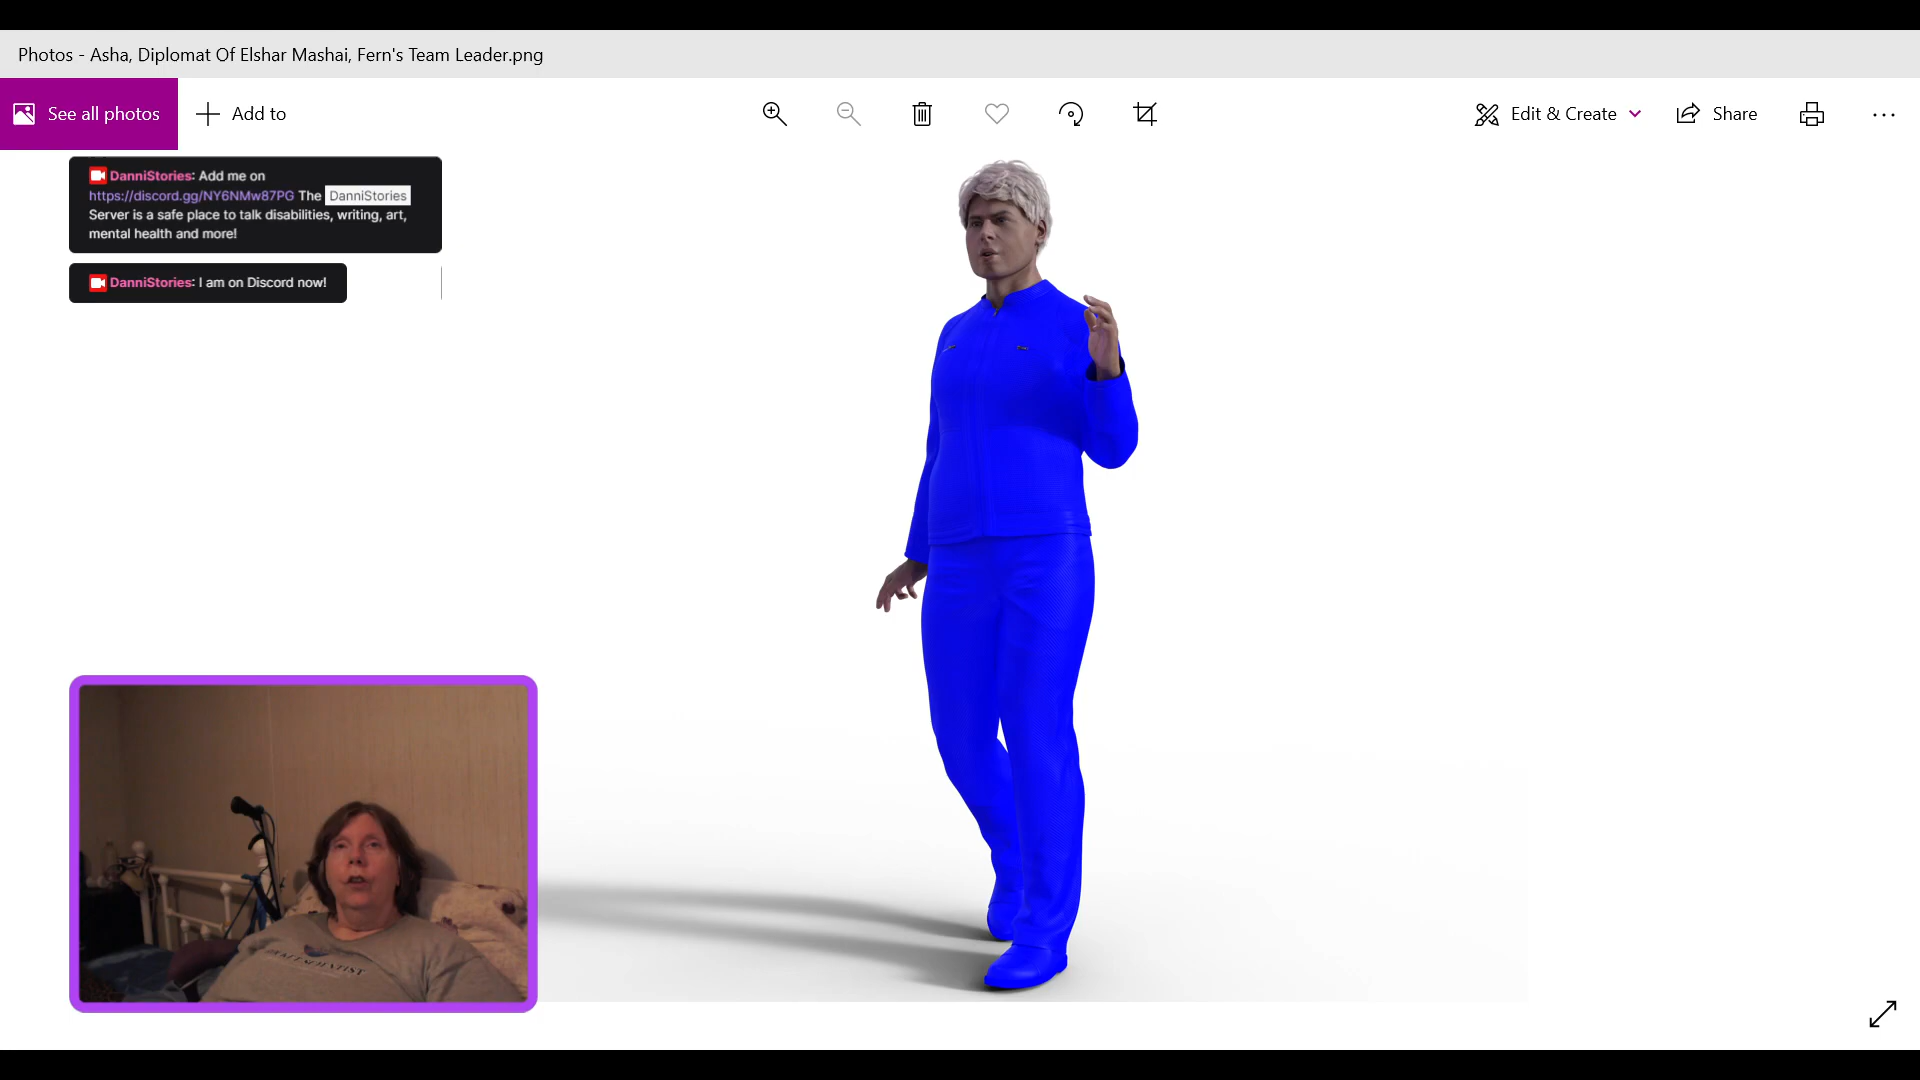 Photos - Asha, Diplomat Of Elshar Mashai, Fern's Team Leader.png
See all photos
Add to
Edit & Create
Share
DanniStories: Add me on
https://discord.gg/NY6NMw87PG The DanniStories
Server is a safe place to talk disabilities, writing, art,
mental health and more!
DanniStories: I am on Discord now!